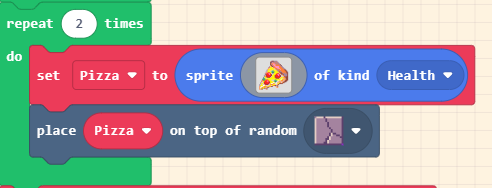 repeat 2 times
do
set Pizza to sprite of kind Health
place Pizza on top of random